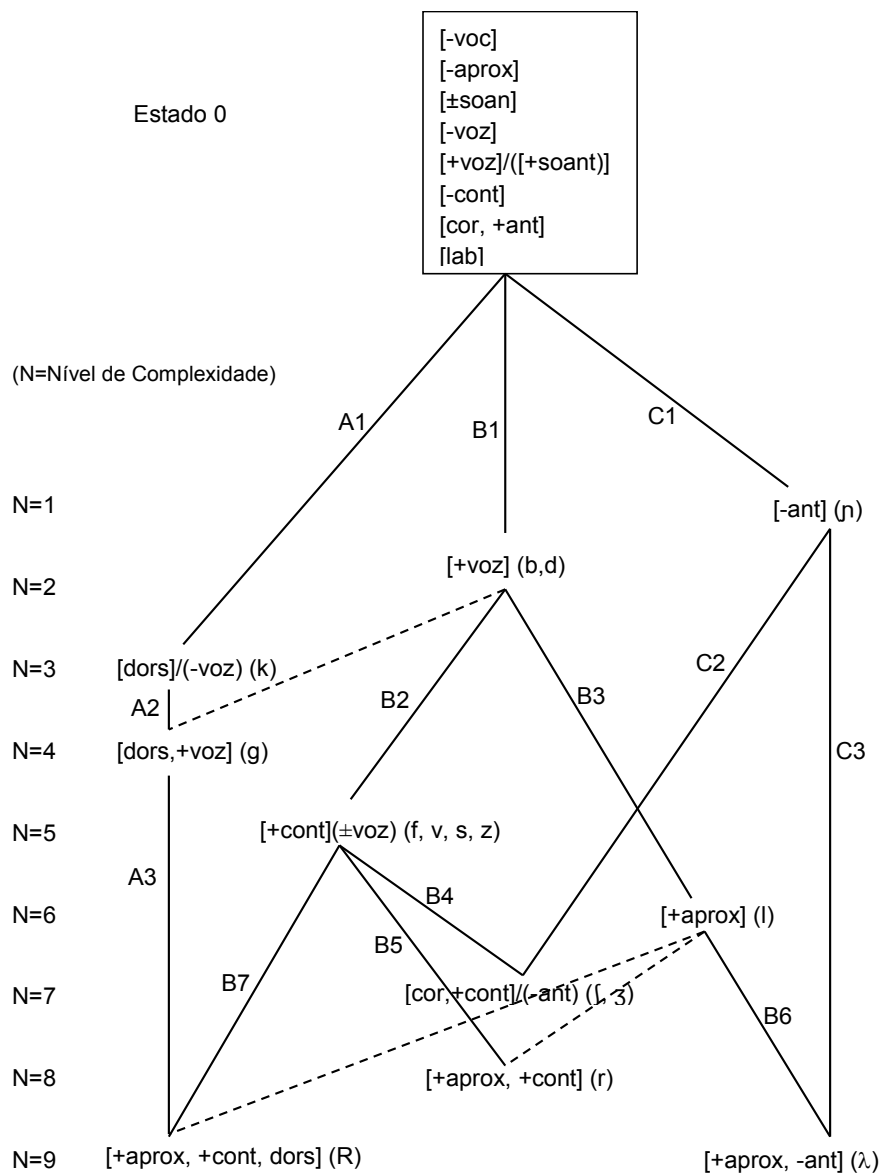 [-voc]
[-aprox]
[±soan]
Estado 0
[-voz]
[+voz]/([+soant)]
[-cont]
[cor, +ant]
[lab]
(N=Nível de Complexidade)
A1
B1
C1
N=1
[-ant] (ɲ)
N=2
[+voz] (b,d)
N=3
[dors]/(-voz) (k)
C2
A2
B2
B3
N=4
[dors,+voz] (g)
C3
N=5
[+cont](±voz) (f, v, s, z)
A3
B4
N=6
[+aprox] (l)
B5
B7
N=7
[cor,+cont]/(-ant) (ʃ, ʒ)
B6
N=8
[+aprox, +cont] (r)
N=9
[+aprox, +cont, dors] (R)
[+aprox, -ant] (λ)